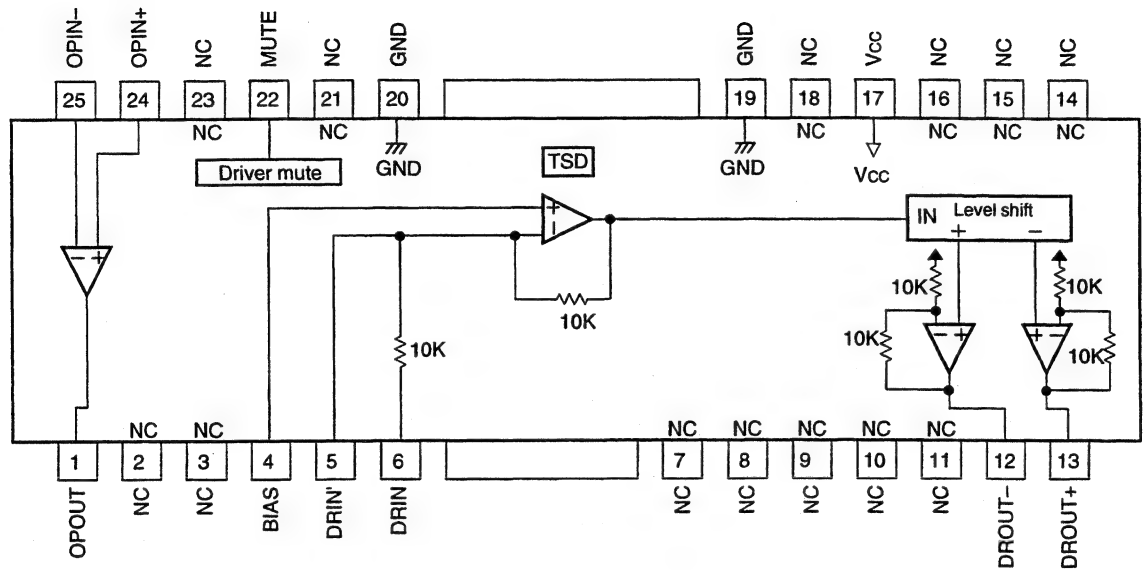 OPIN- OPIN+ NC MUTE NC GND GND NC Vcc NC NC NC
25 24 23 22 21 20 19 18 17 16 15 14
NC NC NC NC NC NC
Driver mute
GND
TSD
GND
Vcc
+
-
IN Level shift
+ -
- +
10K
10K
10K
10K
- +
+ -
10K
10K
NC NC NC NC NC NC NC
1 2 3 4 5 6 7 8 9 10 11 12 13
OPOUT NC NC BIAS DRIN' DRIN NC NC NC NC NC DROUT- DROUT+